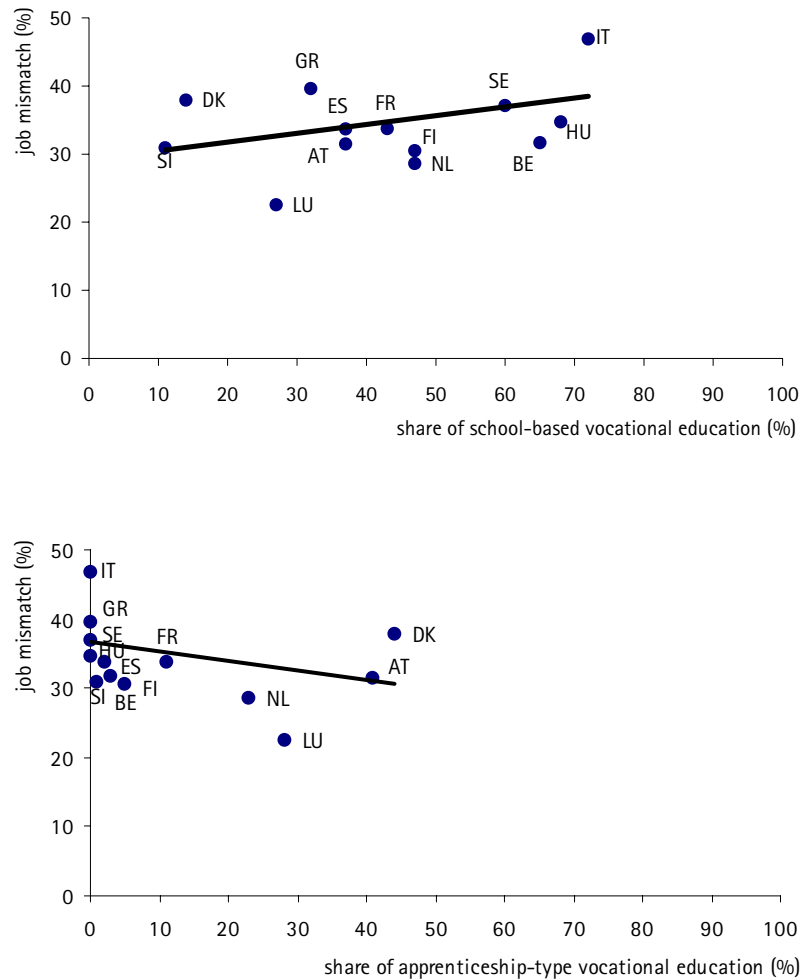 50
IT
job mismatch (%)
GR
SE
40
DK
ES
FR
HU
FI
30
SI
AT
NL
BE
LU
20
10
0
0 10 20 30 40 50 60 70 80 90 100
share of school-based vocational education (%)
50
IT
job mismatch (%)
GR
40
SE
FR
DK
HU
ES
AT
30
SI
BE
FI
NL
LU
20
10
0
0 10 20 30 40 50 60 70 80 90 100
share of apprenticeship-type vocational education (%)